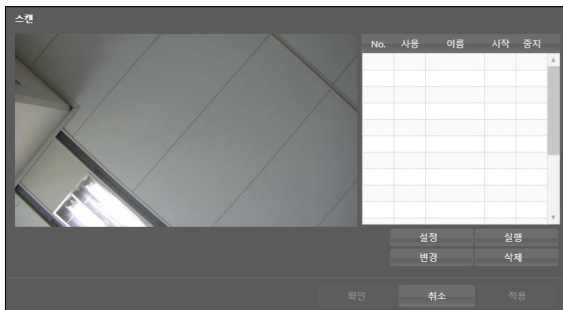 스캔
No. 사용 이름 시작 중지
설정 실행
변경 삭제
확인 취소 적용